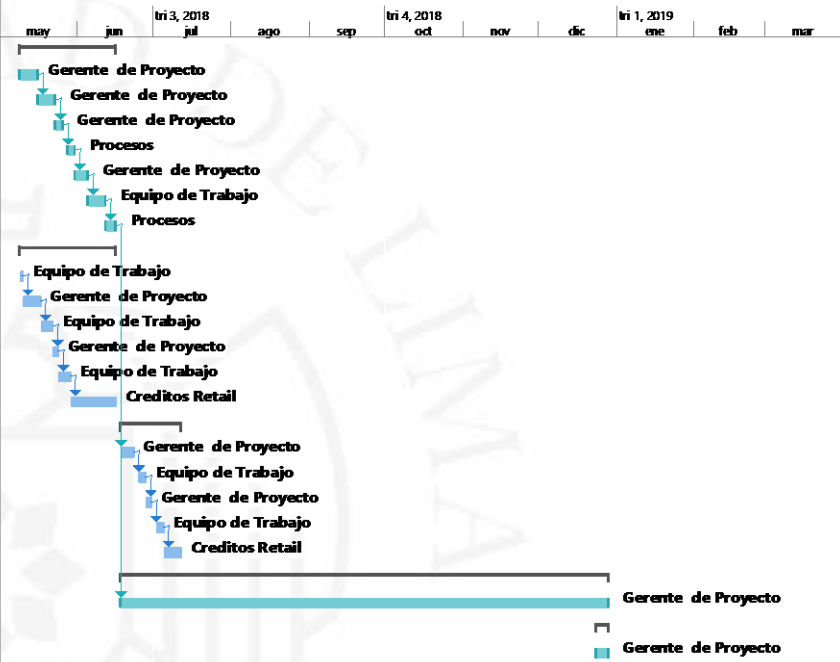 tri 3, 2018 tri 4, 2018 tri 1, 2019
may jun jul ago sep oct nov dic ene feb mar
Gerente de Proyecto
Gerente de Proyecto
Gerente de Proyecto
Procesos
Gerente de Proyecto
Equipo de Trabajo
Procesos
Equipo de Trabajo
Gerente de Proyecto
Equipo de Trabajo
Gerente de Proyecto
Equipo de Trabajo
Creditos Retail
Gerente de Proyecto
Equipo de Trabajo
Gerente de Proyecto
Equipo de Trabajo
Creditos Retail
Gerente de Proyecto
Gerente de Proyecto
DE LIMA